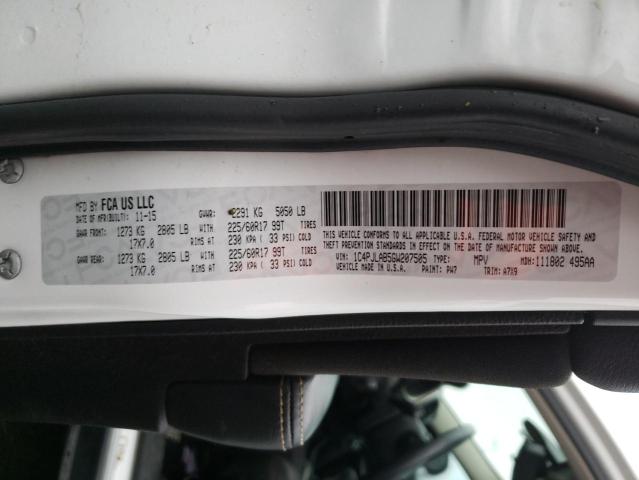 MFD BY FCA US LLC
DATE OF MFR(BUILT): 11-15 GVWR: 2291 KG 5050 LB
GAWR FRONT: 1273 KG 2805 LB 225/60R17 99T TIRES
17X7.0 RIMS AT 230 KPA ( 33 PSI) COLD
GAWR REAR: 1273 KG 2805 LB 225/60R17 99T TIRES
17X7.0 RIMS AT 230 KPA ( 33 PSI) COLD
THIS VEHICLE CONFORMS TO ALL APPLICABLE U.S.A. FEDERAL MOTOR VEHICLE SAFETY, BUMPER, AND
THEFT PREVENTION STANDARDS IN EFFECT ON THE DATE OF MANUFACTURE SHOWN ABOVE.
VEHICLE MADE IN U.S.A.
VIN: 1C4PJLAB5GW207505 TYPE: MPV MDH: 111802 495AA
PAINT: PW7 TRIM: A7X9